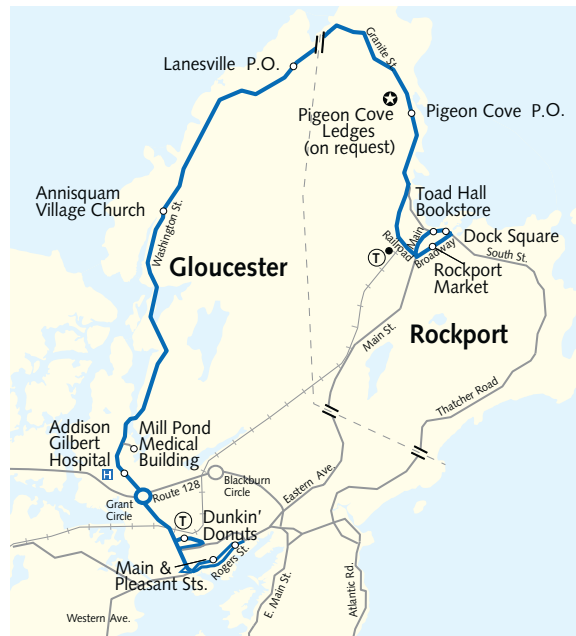 Lanesville P.O.
Granite St.
Pigeon Cove
Ledges
(on request)
Pigeon Cove P.O.
Annisquam
Village Church
Washington St.
Toad Hall
Bookstore
Main
Railroad
Broadway
Dock Square
T
Rockport
Market
South St.
Gloucester
Rockport
Main St.
Thatcher Road
Addison
Gilbert
Hospital
H
Mill Pond
Medical
Building
Route 128
Blackburn
Circle
Grant
Circle
Eastern Ave
T
Dunkin'
Donuts
Rogers St.
Main &
Pleasant Sts.
Western Ave.
E. Main St.
Atlantic Rd.